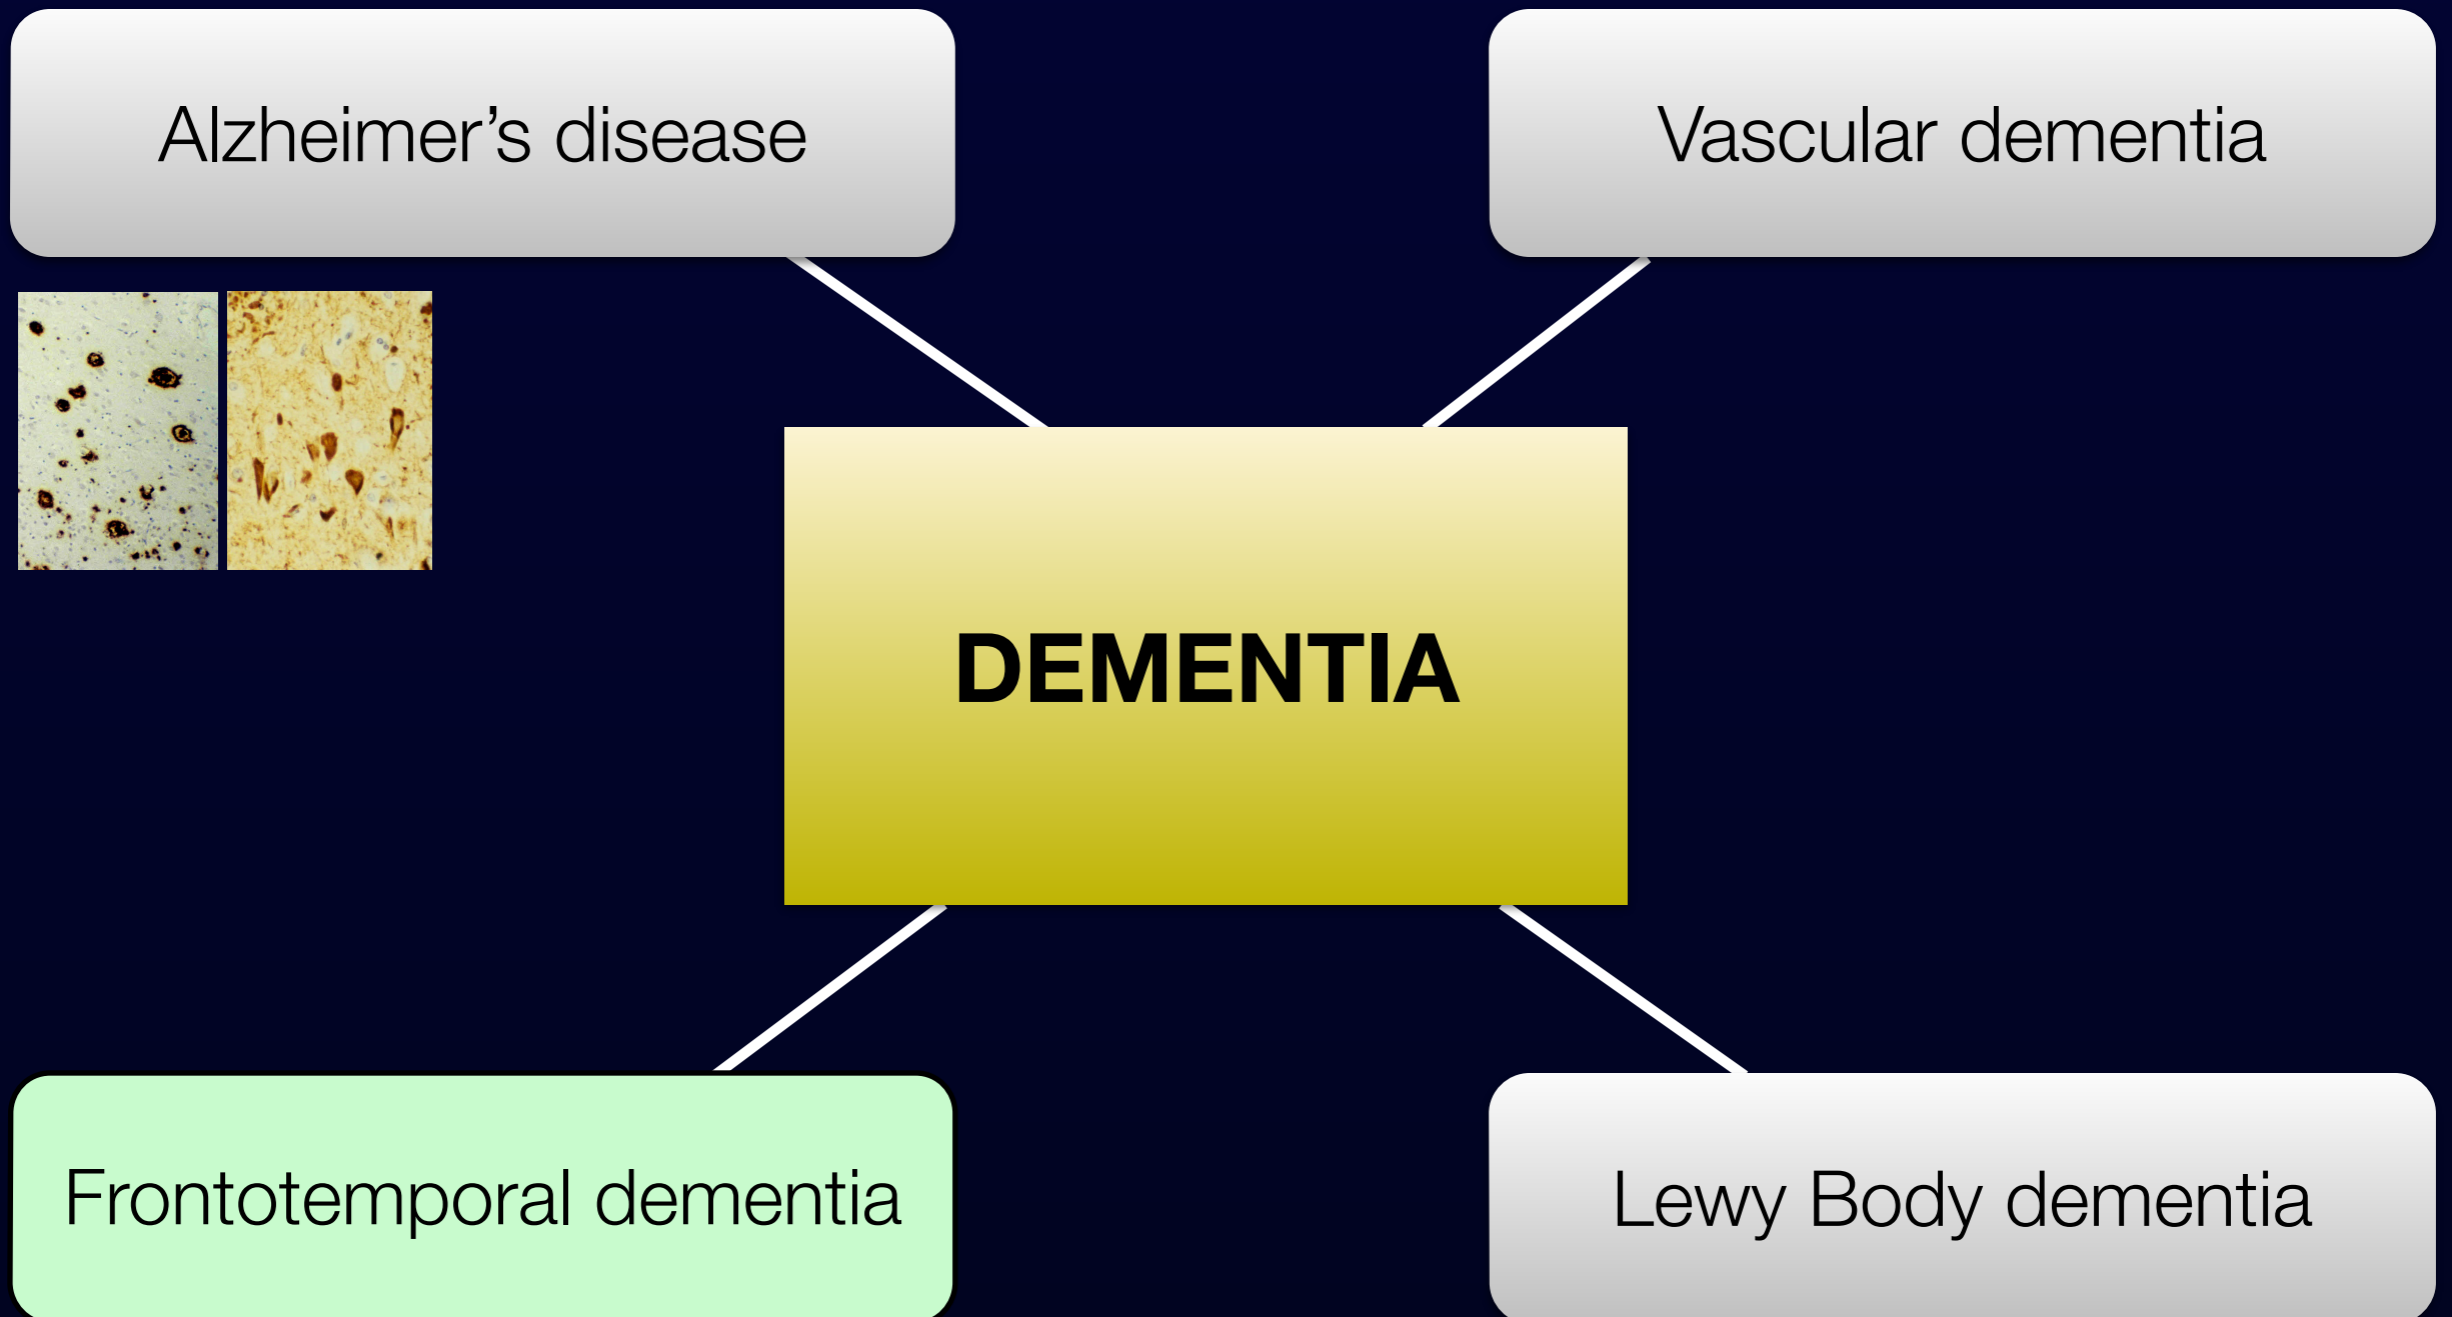 Alzheimer’s disease
Vascular dementia
DEMENTIA
Frontotemporal dementia
Lewy Body dementia